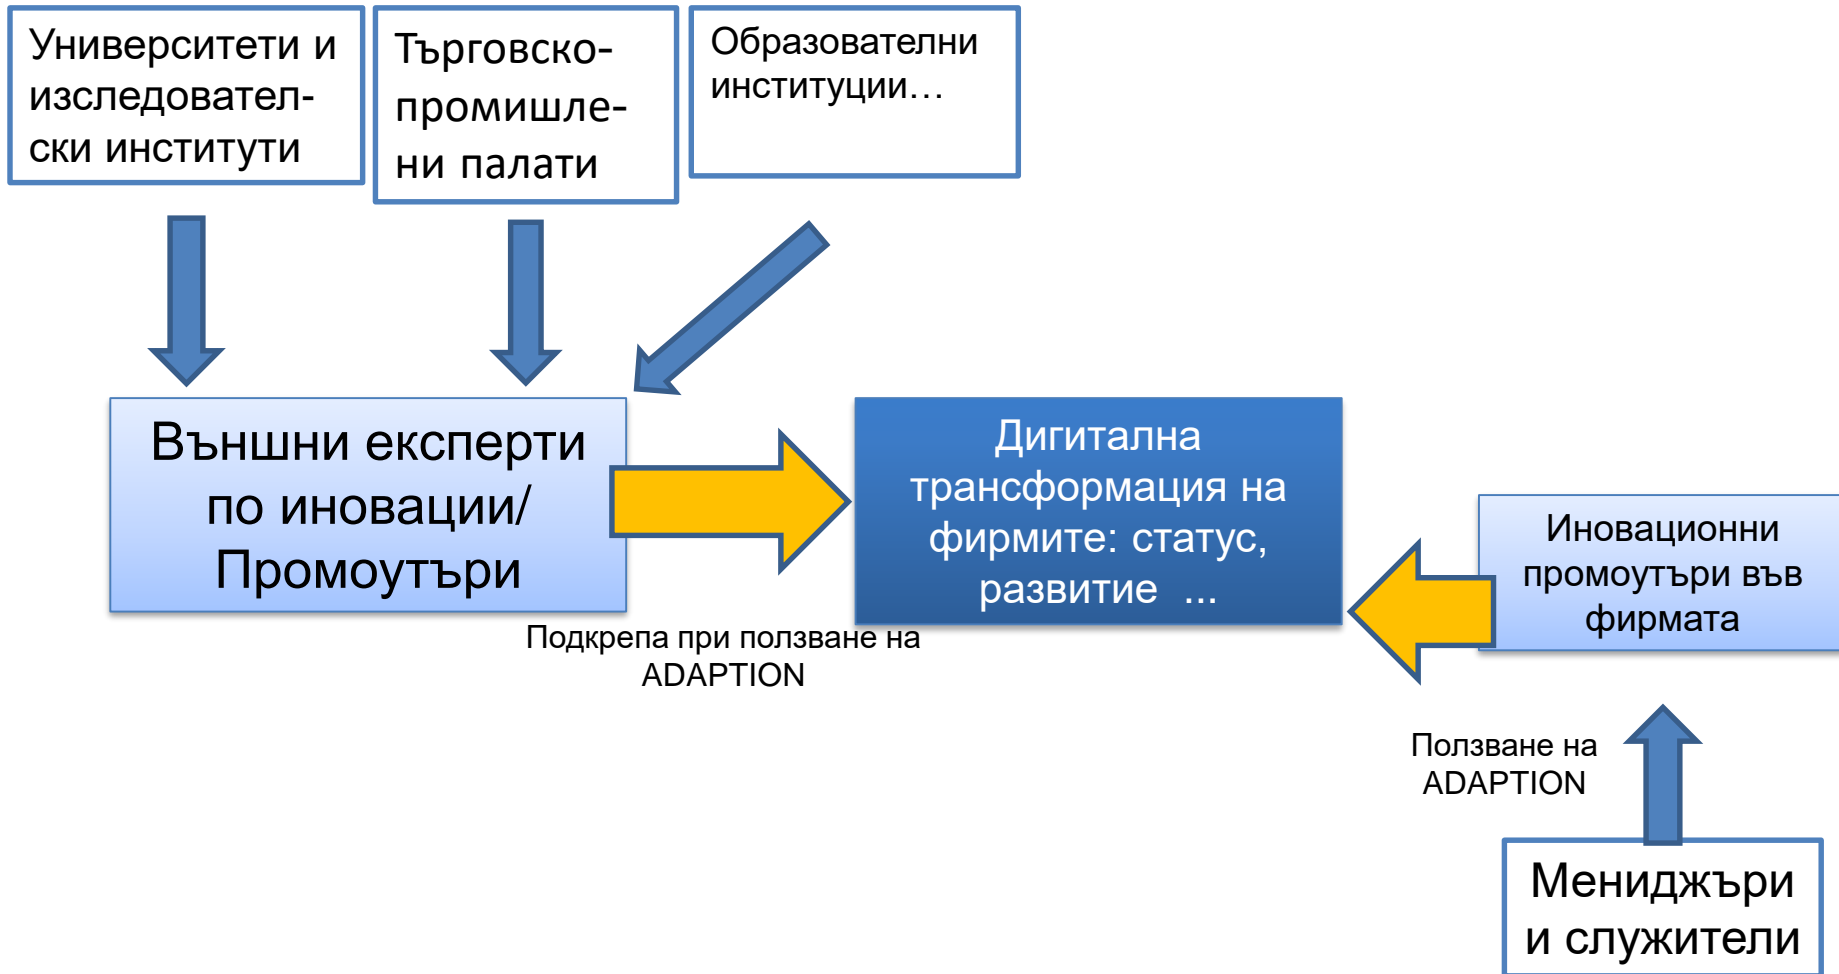 Университети и
изследовател-
ски институти
Търговско-
промишле-
ни палати
Образователни
институции…
Външни експерти
по иновации/
Промоутъри
Дигитална
трансформация на
фирмите: статус,
развитие ...
Иновационни
промоутъри във
фирмата
Подкрепа при ползване на
ADAPTION
Ползване на
ADAPTION
Мениджъри
и служители